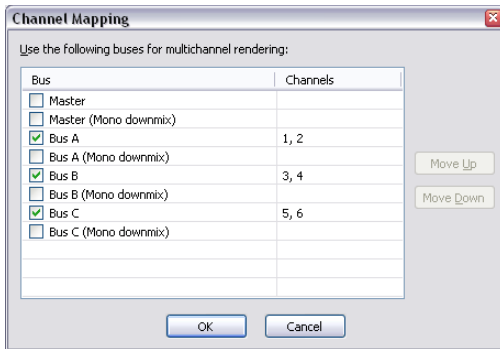 Channel Mapping
Use the following buses for multichannel rendering:
Bus Channels
Master
Master (Mono downmix)
Bus A 1, 2
Bus A (Mono downmix)
Bus B 3, 4
Bus B (Mono downmix)
Bus C 5, 6
Bus C (Mono downmix)
Move Up
Move Down
OK Cancel